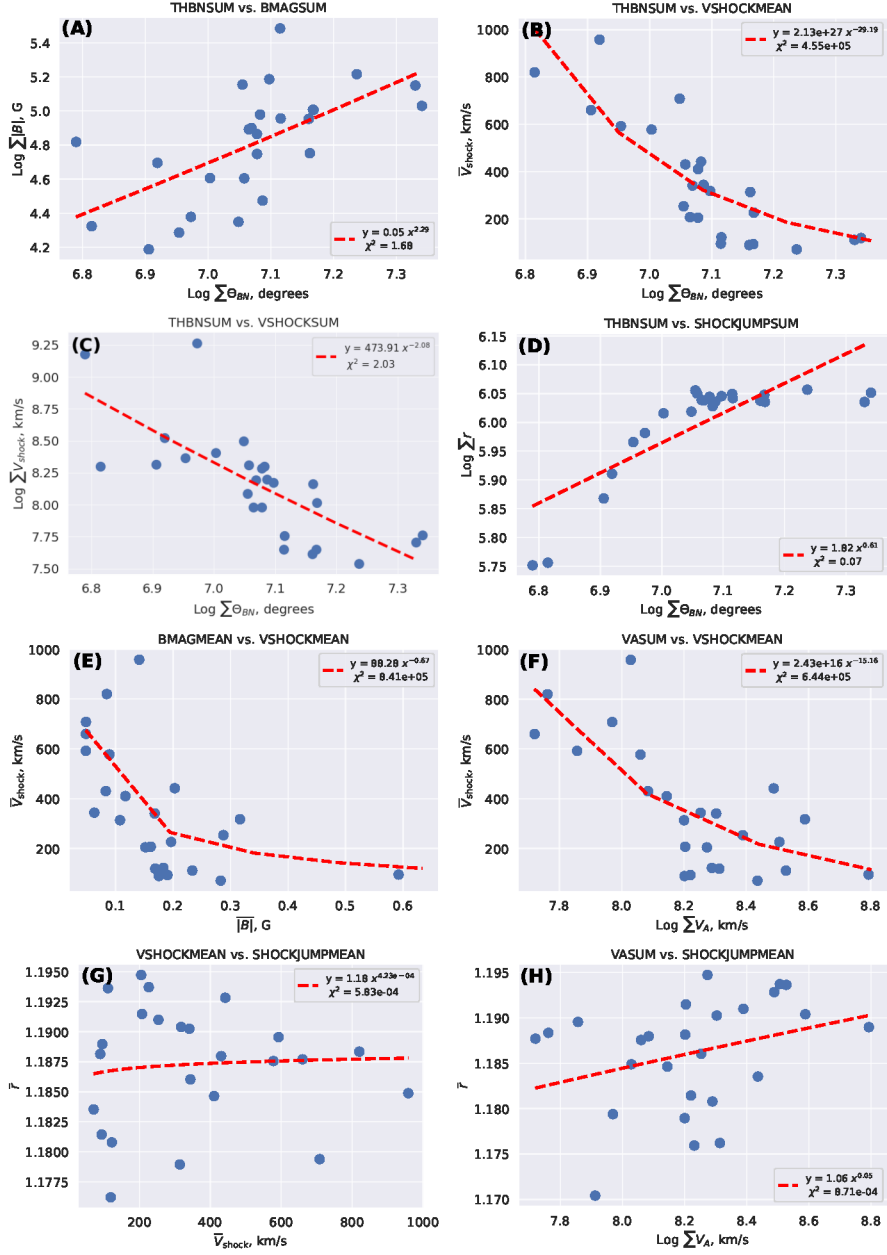 THBNSUM vs. BMAGSUM
(A)
5.4
5.2
5.0
4.8
4.6
4.4
4.2
Log ∑|B|, G
6.8 6.9 7.0 7.1 7.2 7.3
Log ∑Θ_BN, degrees
y = 0.05 x^2.29
χ² = 1.68
THBNSUM vs. VSHOCKMEAN
(B)
1000
800
600
400
200
V̅_shock, km/s
6.8 6.9 7.0 7.1 7.2 7.3
Log ∑Θ_BN, degrees
y = 2.13e+27 x^−29.19
χ² = 4.55e+05
THBNSUM vs. VSHOCKSUM
(C)
9.25
9.00
8.75
8.50
8.25
8.00
7.75
7.50
Log ∑V_shock, km/s
6.8 6.9 7.0 7.1 7.2 7.3
Log ∑Θ_BN, degrees
y = 473.91 x^−2.08
χ² = 2.03
THBNSUM vs. SHOCKJUMPSUM
(D)
6.15
6.10
6.05
6.00
5.95
5.90
5.85
5.80
5.75
Log ∑r
6.8 6.9 7.0 7.1 7.2 7.3
Log ∑Θ_BN, degrees
y = 1.82 x^0.61
χ² = 0.07
BMAGMEAN vs. VSHOCKMEAN
(E)
1000
800
600
400
200
V̅_shock, km/s
0.1 0.2 0.3 0.4 0.5 0.6
|B|̅, G
y = 88.28 x^−0.67
χ² = 8.41e+05
VASUM vs. VSHOCKMEAN
(F)
1000
800
600
400
200
V̅_shock, km/s
7.8 8.0 8.2 8.4 8.6 8.8
Log ∑V_A, km/s
y = 2.43e+16 x^−15.16
χ² = 6.44e+05
VSHOCKMEAN vs. SHOCKJUMPMEAN
(G)
1.1950
1.1925
1.1900
1.1875
1.1850
1.1825
1.1800
1.1775
r̅
200 400 600 800 1000
V̅_shock, km/s
y = 1.18 x^4.23e−04
χ² = 5.83e-04
VASUM vs. SHOCKJUMPMEAN
(H)
1.195
1.190
1.185
1.180
1.175
1.170
r̅
7.8 8.0 8.2 8.4 8.6 8.8
Log ∑V_A, km/s
y = 1.06 x^0.05
χ² = 8.71e-04